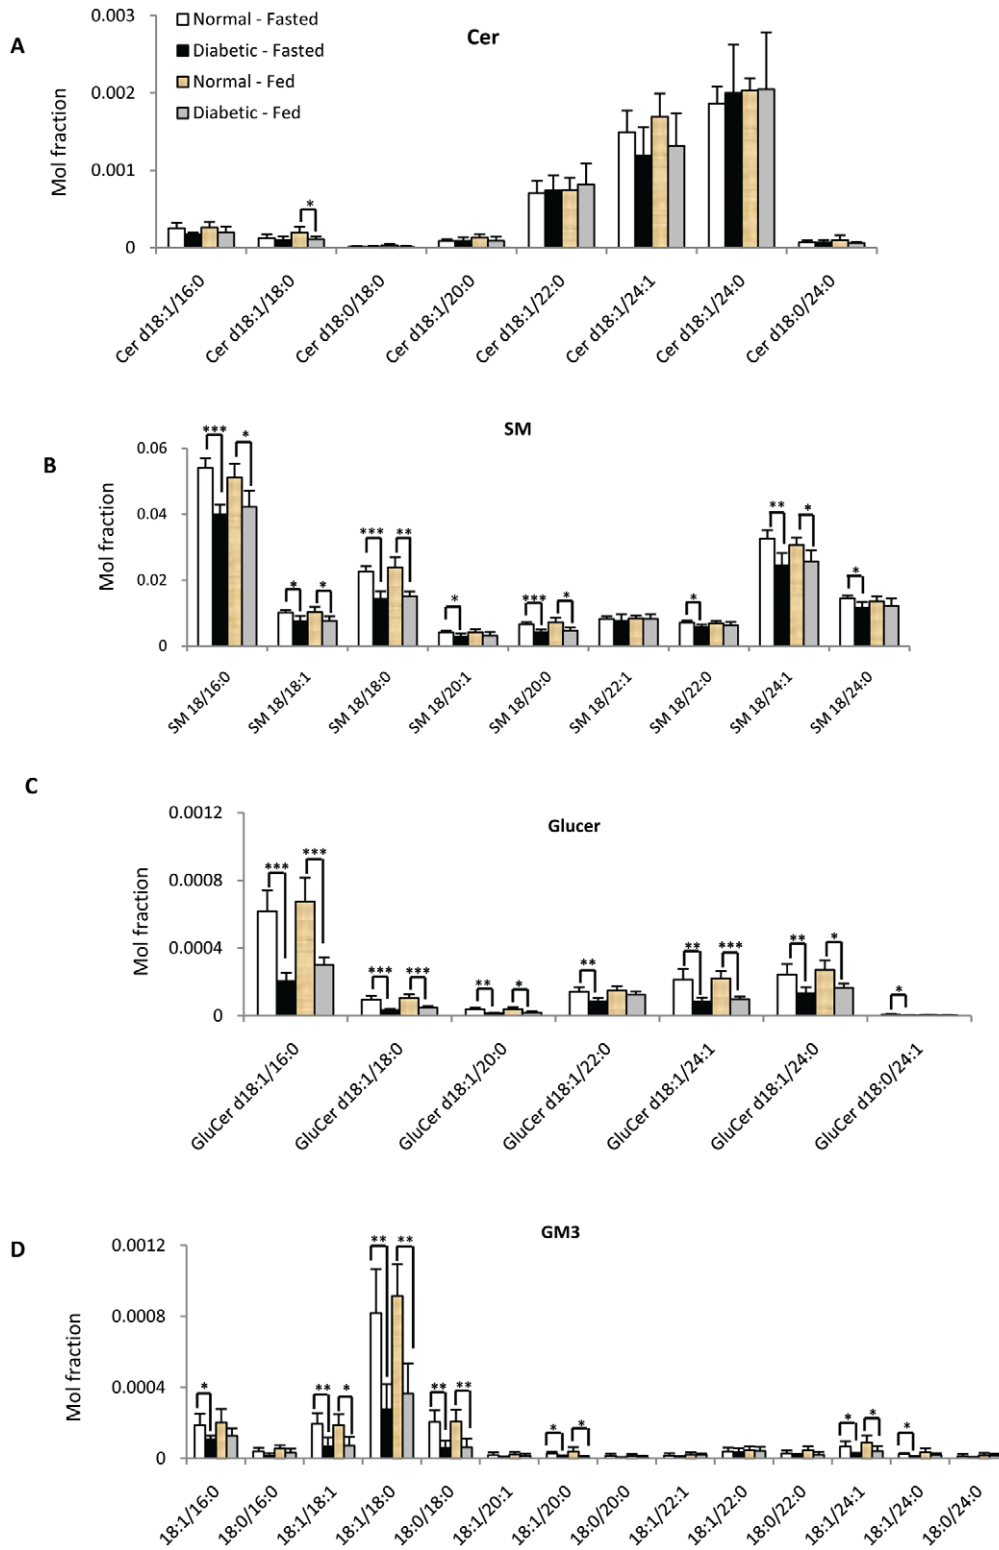 A
Cer
Normal - Fasted
Diabetic - Fasted
Normal - Fed
Diabetic - Fed
Mol fraction
0.003
0.002
0.001
0
*
Cer d18:1/16:0
Cer d18:1/18:0
Cer d18:0/18:0
Cer d18:1/20:0
Cer d18:1/22:0
Cer d18:1/24:1
Cer d18:1/24:0
Cer d18:0/24:0
B
SM
Mol fraction
0.06
0.04
0.02
0
*** * * * *** ** * *** * * ** * *
SM 18/16:0
SM 18/18:1
SM 18/18:0
SM 18/20:1
SM 18/20:0
SM 18/22:1
SM 18/22:0
SM 18/24:1
SM 18/24:0
C
Glucer
Mol fraction
0.0012
0.0008
0.0004
0
*** *** *** *** ** * ** ** *** ** * *
GluCer d18:1/16:0
GluCer d18:1/18:0
GluCer d18:1/20:0
GluCer d18:1/22:0
GluCer d18:1/24:1
GluCer d18:1/24:0
GluCer d18:0/24:1
D
GM3
Mol fraction
0.0012
0.0008
0.0004
0
* ** * ** ** ** ** * * * * *
18:1/16:0
18:0/16:0
18:1/18:1
18:1/18:0
18:0/18:0
18:1/20:1
18:1/20:0
18:0/20:0
18:1/22:1
18:1/22:0
18:0/22:0
18:1/24:1
18:1/24:0
18:0/24:0